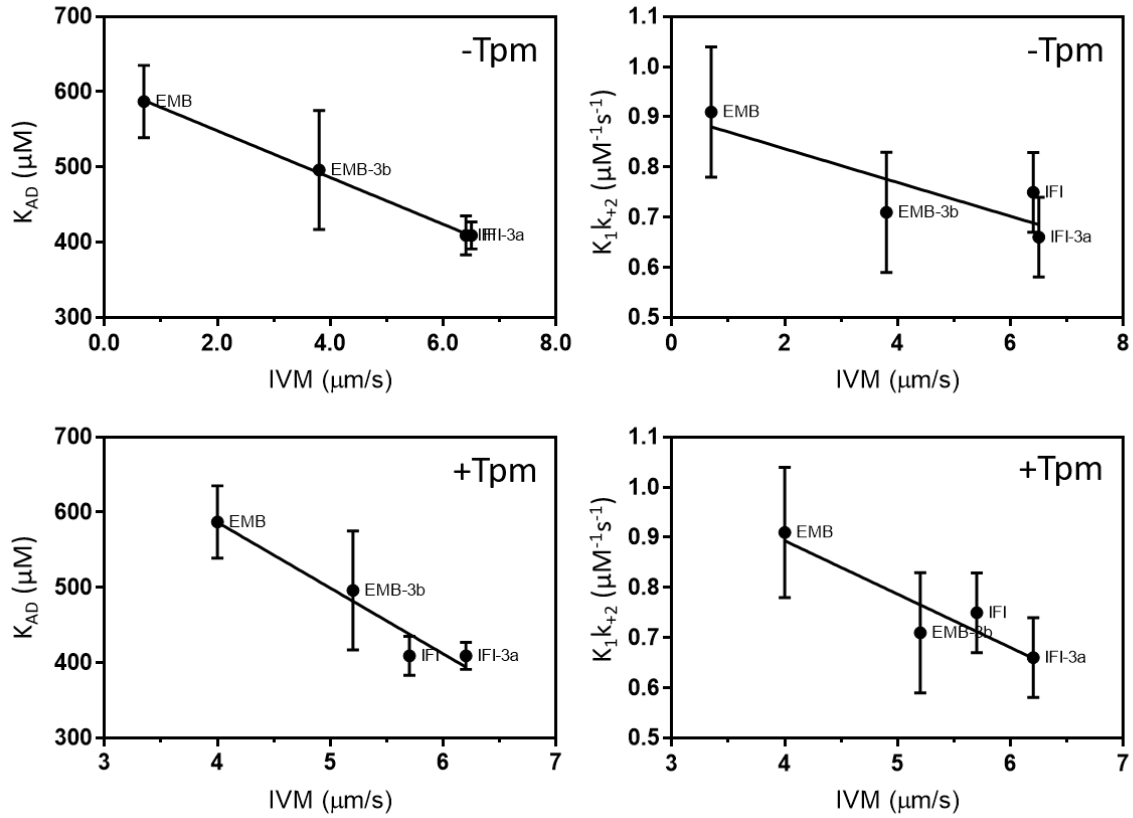 700
600
500
400
300
K_AD (μM)
-Tpm
EMB
EMB-3b
IFI
IFI-3a
0.0 2.0 4.0 6.0 8.0
IVM (μm/s)
1.1
1.0
0.9
0.8
0.7
0.6
0.5
K₁k₊₂ (μM⁻¹s⁻¹)
-Tpm
EMB
EMB-3b
IFI
IFI-3a
0 2 4 6 8
IVM (μm/s)
700
600
500
400
300
K_AD (μM)
+Tpm
EMB
EMB-3b
IFI
IFI-3a
3 4 5 6 7
IVM (μm/s)
1.1
1.0
0.9
0.8
0.7
0.6
0.5
K₁k₊₂ (μM⁻¹s⁻¹)
+Tpm
EMB
EMB-3b
IFI
IFI-3a
3 4 5 6 7
IVM (μm/s)